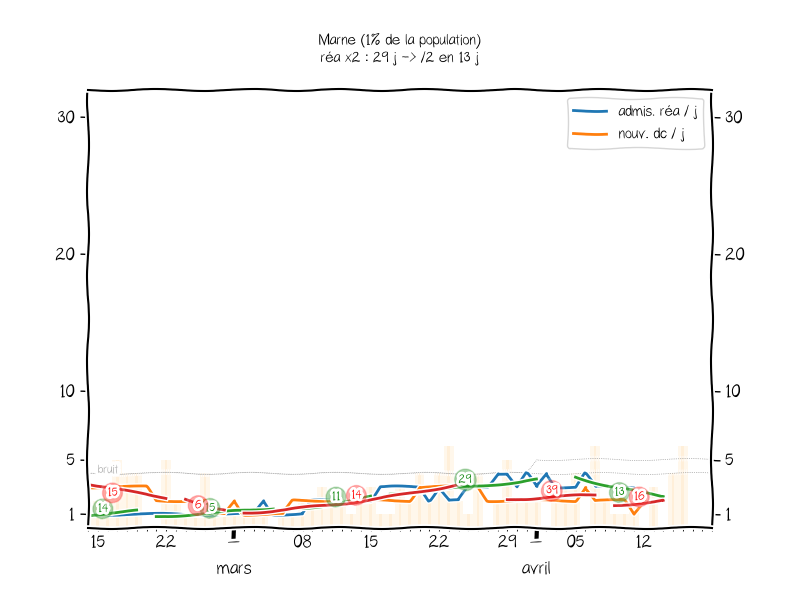 Marne (1% de la population)
réa x2 : 29 j -> /2 en 13 j
admis. réa / j
nouv. dc / j
30 30
20 20
10 10
5 5
1 1
bruit
14 15 6 15 11 14 29 39 13 16
15 22 08 15 22 29 05 12
mars avril